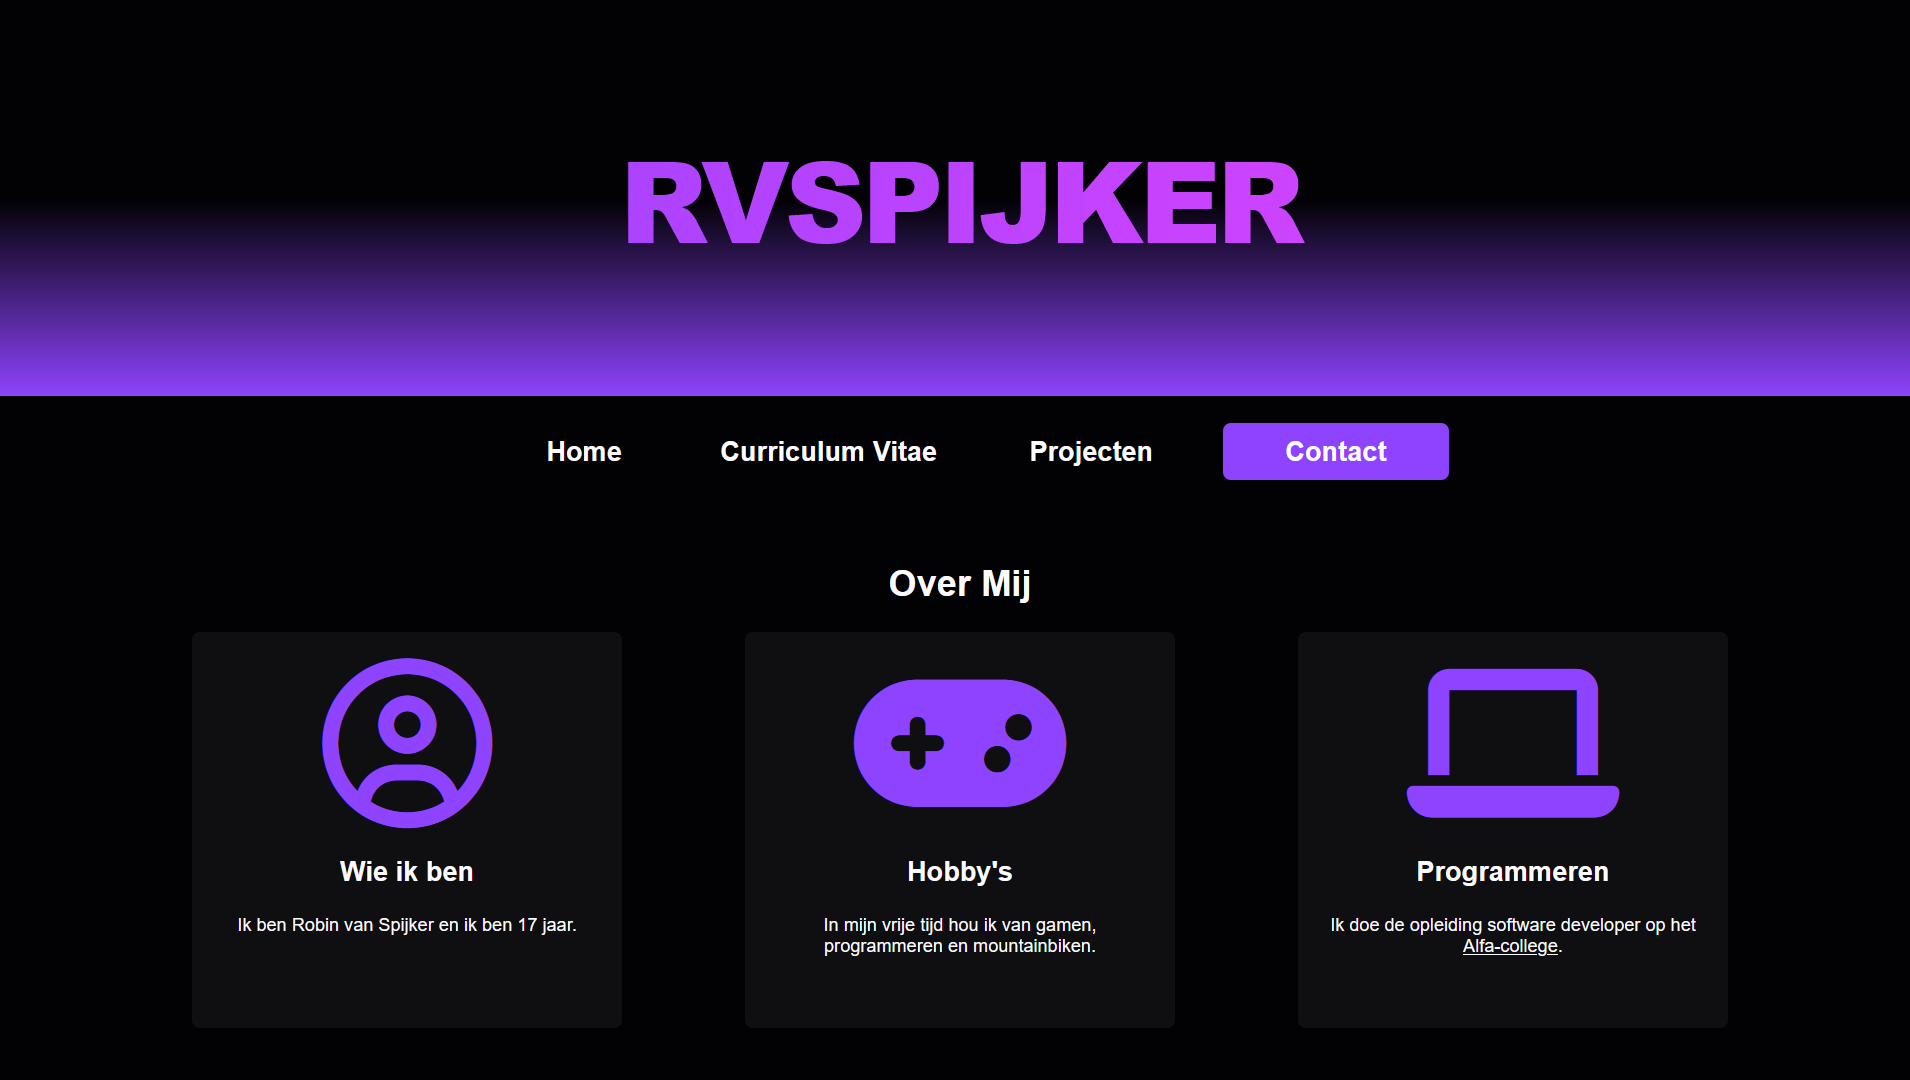 RVSPIJKER
Home
Curriculum Vitae
Projecten
Contact
Over Mij
Wie ik ben
Ik ben Robin van Spijker en ik ben 17 jaar.
Hobby's
In mijn vrije tijd hou ik van gamen,
programmeren en mountainbiken.
Programmeren
Ik doe de opleiding software developer op het
Alfa-college.